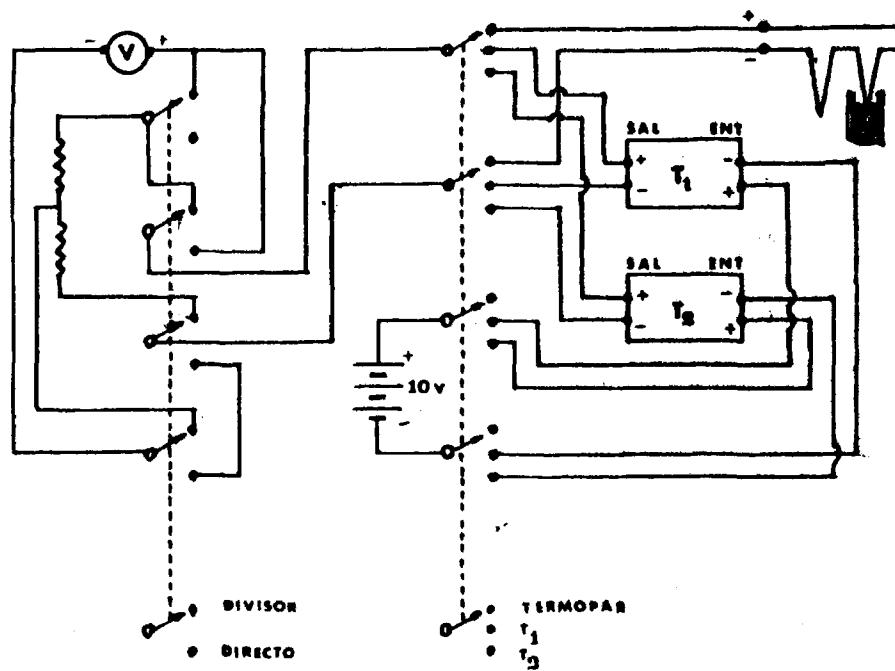 - V +
+
-
SAL ENT
+ T1 -
- +
SAL ENT
+ T2 -
- +
+
10 v
-
DIVISOR
DIRECTO
TERMOPAR
T1
T2